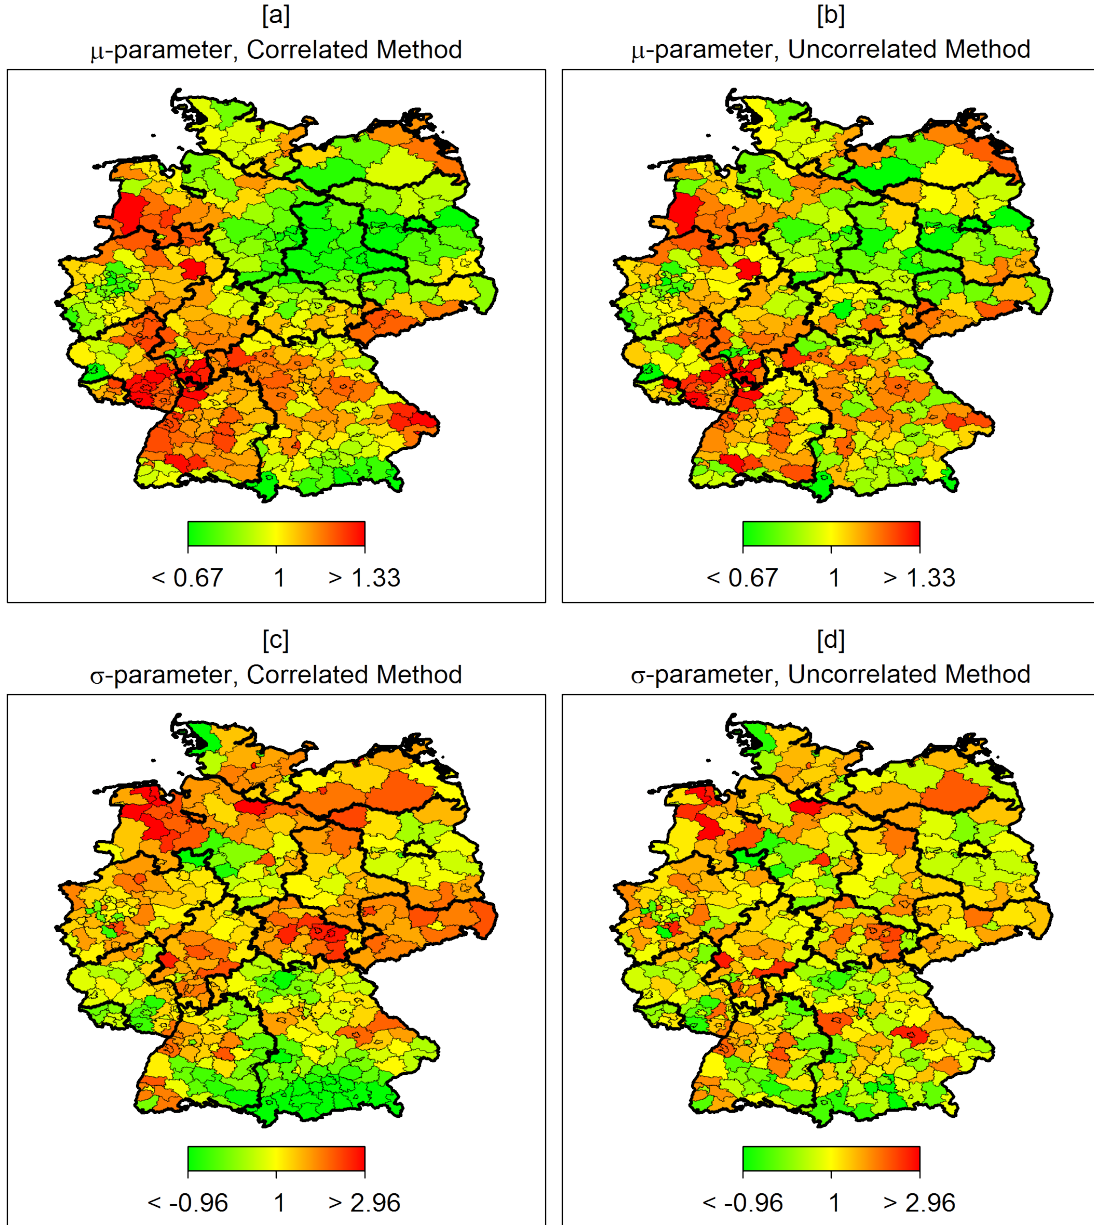 [a]
μ-parameter, Correlated Method
< 0.67 1 > 1.33
[b]
μ-parameter, Uncorrelated Method
< 0.67 1 > 1.33
[c]
σ-parameter, Correlated Method
< -0.96 1 > 2.96
[d]
σ-parameter, Uncorrelated Method
< -0.96 1 > 2.96